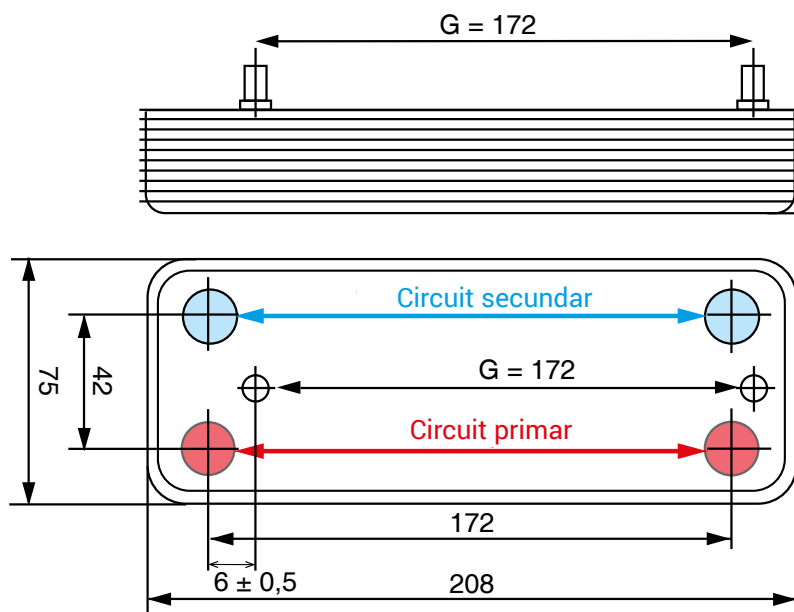 G = 172
Circuit secundar
75
42
G = 172
Circuit primar
172
6 ± 0,5
208